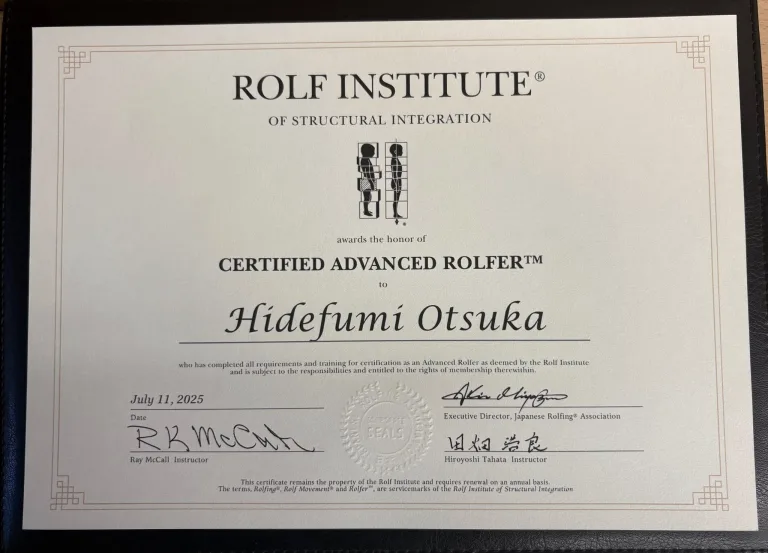 ROLF INSTITUTE®
OF STRUCTURAL INTEGRATION
awards the honor of
CERTIFIED ADVANCED ROLFER™
to
Hidefumi Otsuka
who has completed all requirements and training for certification as an Advanced Rolfer as deemed by the Rolf Institute
and is subject to the responsibilities and entitled to the rights of membership therewithin.
July 11, 2025
Date
Executive Director, Japanese Rolfing® Association
R K McCall
Ray McCall Instructor
SEALS
田畑浩良
Hiroyoshi Tahata Instructor
This certificate remains the property of the Rolf Institute and requires renewal on an annual basis.
The terms, Rolfing®, Rolf Movement® and Rolfer™, are servicemarks of the Rolf Institute of Structural Integration